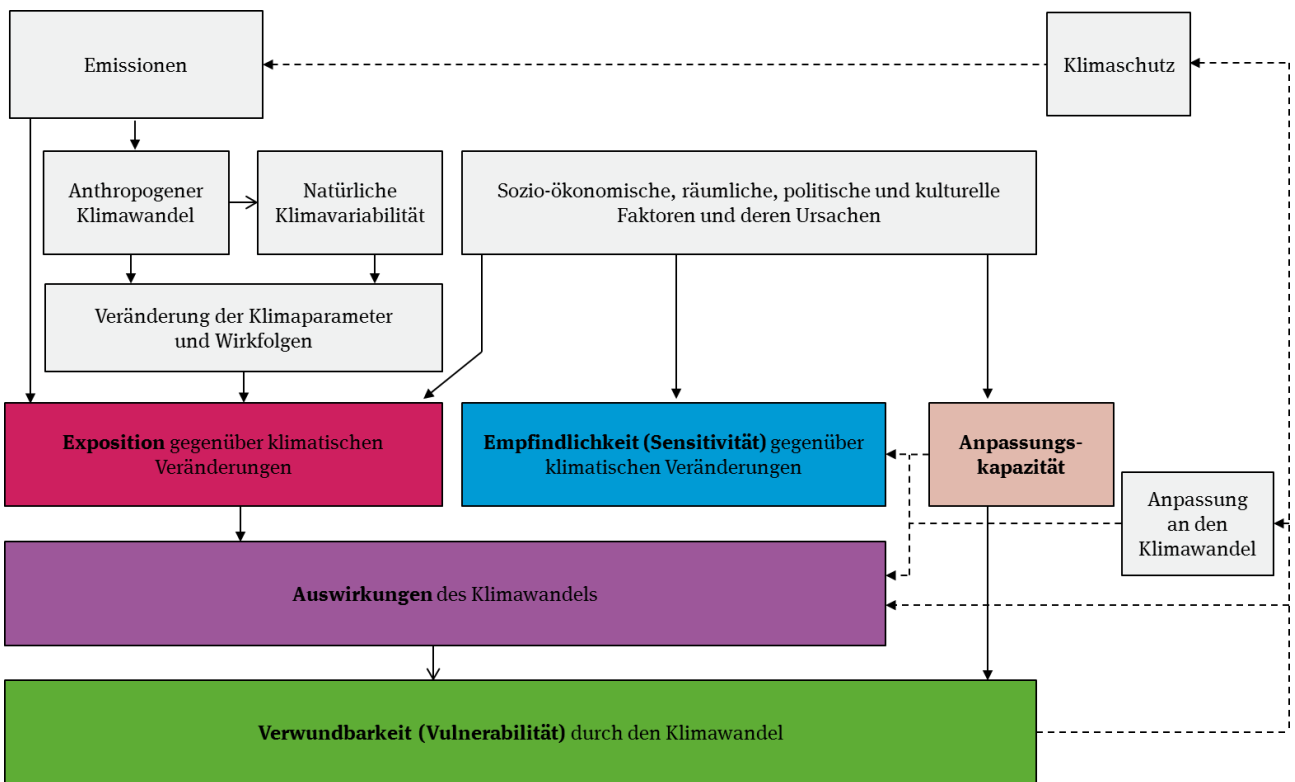 Emissionen
Klimaschutz
Anthropogener
Klimawandel
Natürliche
Klimavariabilität
Sozio-ökonomische, räumliche, politische und kulturelle
Faktoren und deren Ursachen
Veränderung der Klimaparameter
und Wirkfolgen
Exposition gegenüber klimatischen
Veränderungen
Empfindlichkeit (Sensitivität) gegenüber
klimatischen Veränderungen
Anpassungs-
kapazität
Anpassung
an den
Klimawandel
Auswirkungen des Klimawandels
Verwundbarkeit (Vulnerabilität) durch den Klimawandel